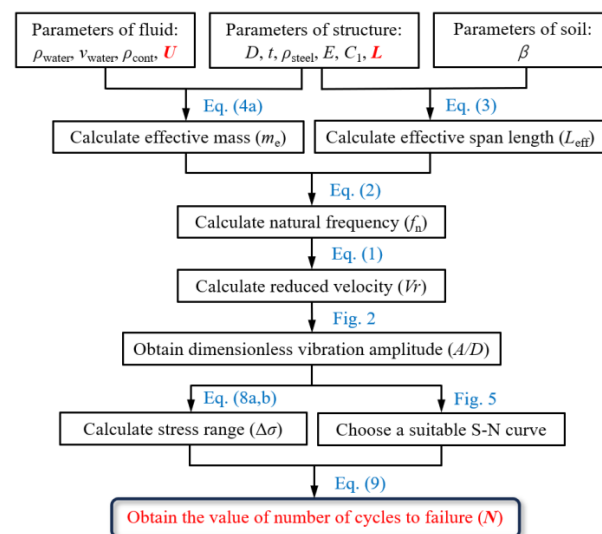 Parameters of fluid:
ρwater, vwater, ρcont, U
Parameters of structure:
D, t, ρsteel, E, C1, L
Parameters of soil:
β
Eq. (4a)
Eq. (3)
Calculate effective mass (me)
Calculate effective span length (Leff)
Eq. (2)
Calculate natural frequency (fn)
Eq. (1)
Calculate reduced velocity (Vr)
Fig. 2
Obtain dimensionless vibration amplitude (A/D)
Eq. (8a,b)
Fig. 5
Calculate stress range (Δσ)
Choose a suitable S-N curve
Eq. (9)
Obtain the value of number of cycles to failure (N)